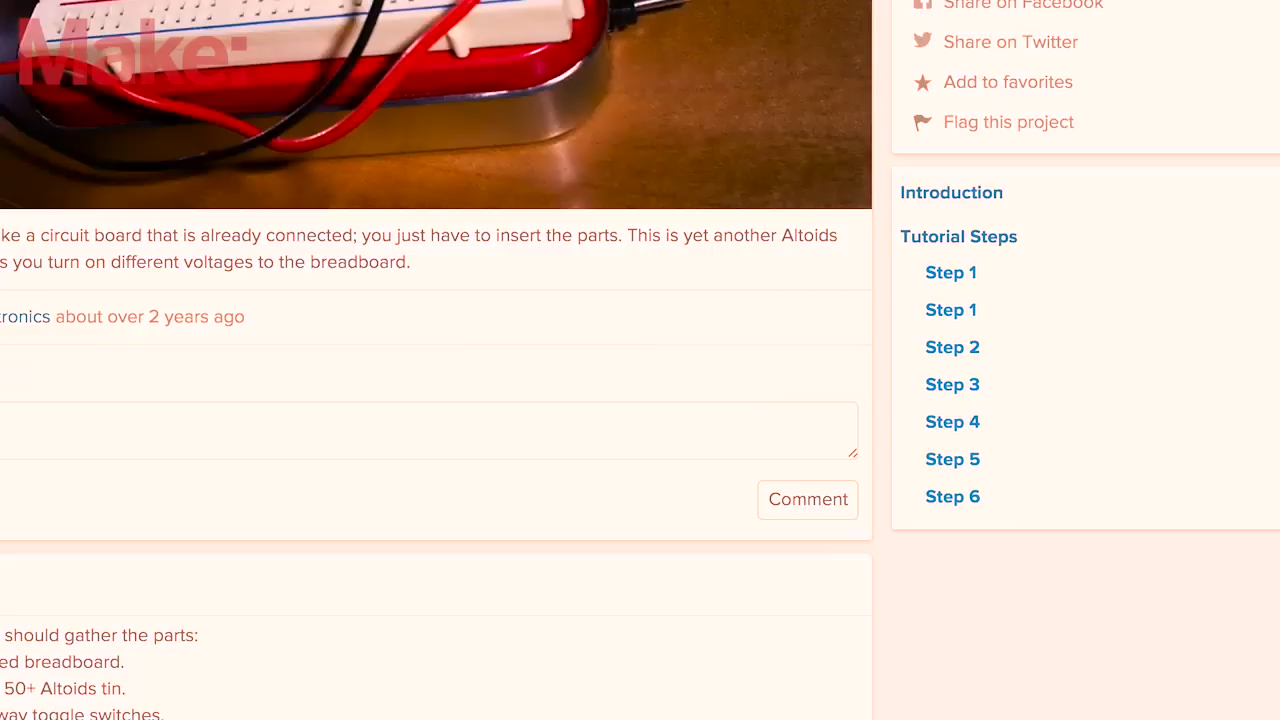 Make:
Share on Facebook
Share on Twitter
Add to favorites
Flag this project
ke a circuit board that is already connected; you just have to insert the parts. This is yet another Altoids
s you turn on different voltages to the breadboard.
tronics about over 2 years ago
Comment
Introduction
Tutorial Steps
Step 1
Step 1
Step 2
Step 3
Step 4
Step 5
Step 6
should gather the parts:
ed breadboard.
50+ Altoids tin.
way toggle switches.